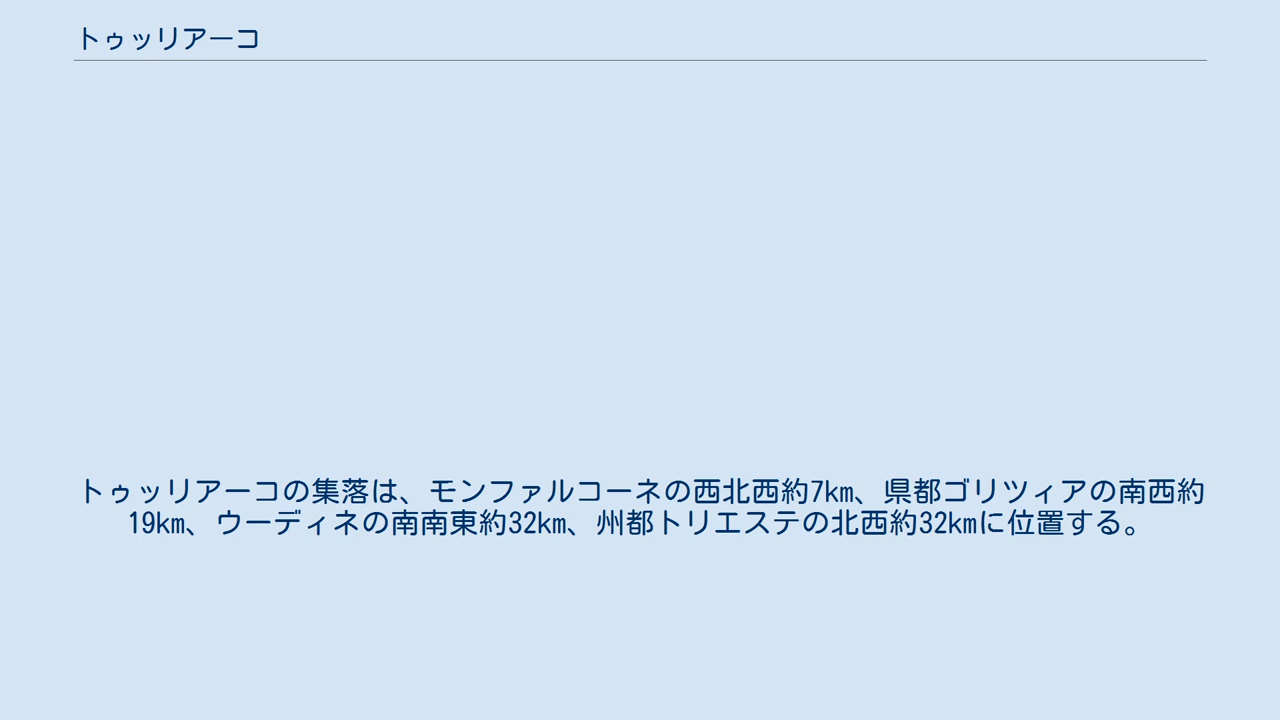 トゥッリアーコ
トゥッリアーコの集落は、モンファルコーネの西北西約7km、県都ゴリツィアの南西約
19km、ウーディネの南南東約32km、州都トリエステの北西約32kmに位置する。